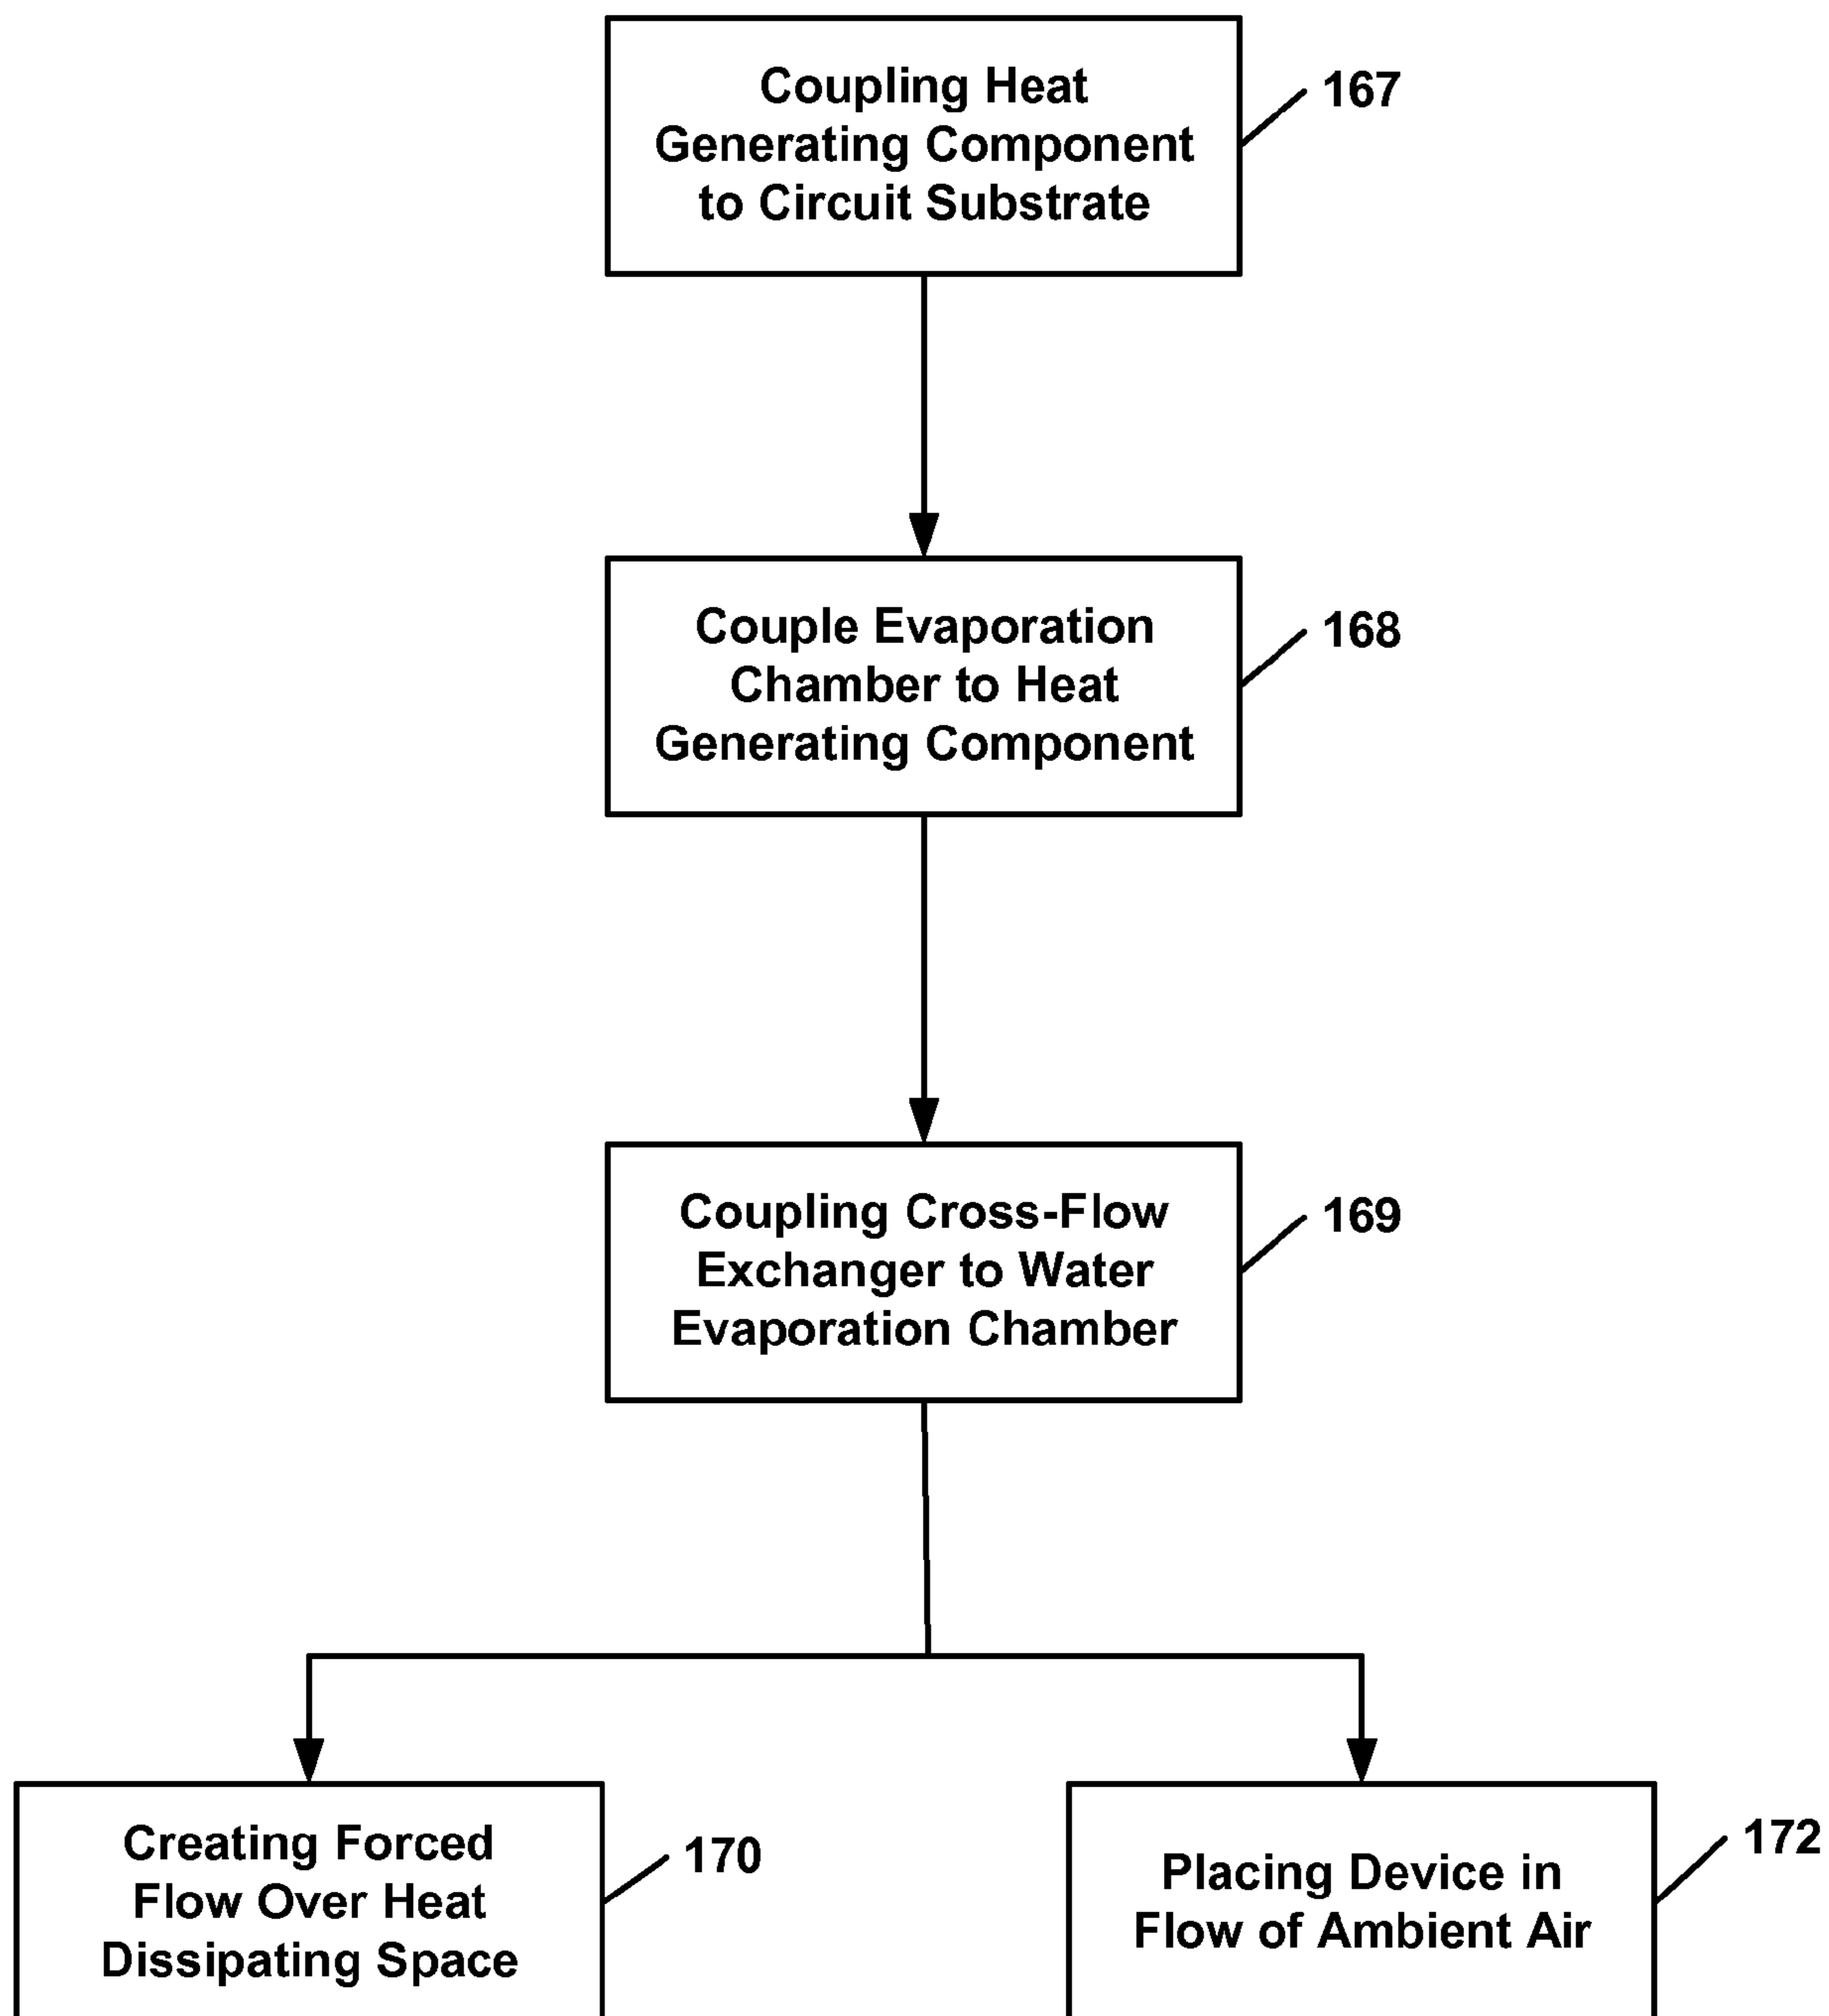 Coupling Heat
Generating Component
to Circuit Substrate
167
Couple Evaporation
Chamber to Heat
Generating Component
168
Coupling Cross-Flow
Exchanger to Water
Evaporation Chamber
169
Creating Forced
Flow Over Heat
Dissipating Space
170
Placing Device in
Flow of Ambient Air
172